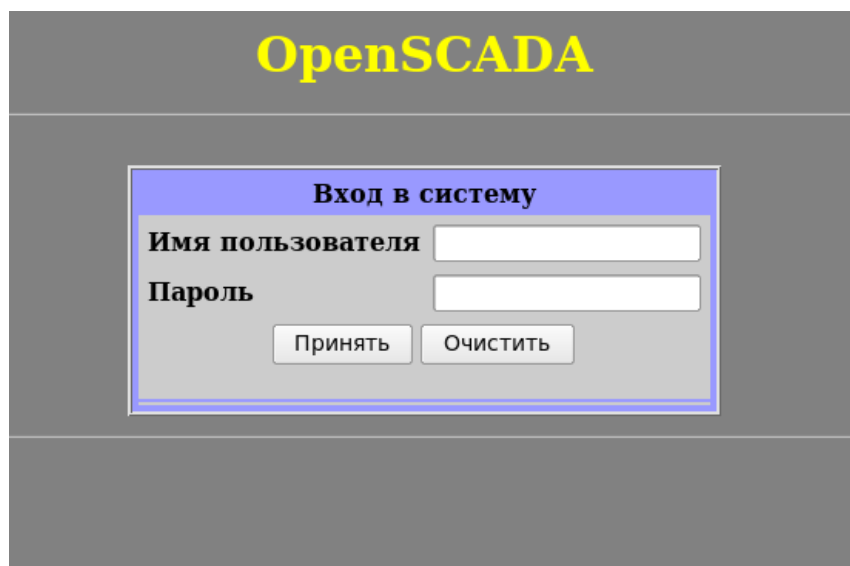 OpenSCADA
Вход в систему
Имя пользователя
Пароль
Принять Очистить